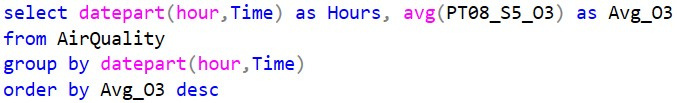 select datepart(hour,Time) as Hours, avg(PT08_S5_O3) as Avg_O3
from AirQuality
group by datepart(hour,Time)
order by Avg_O3 desc